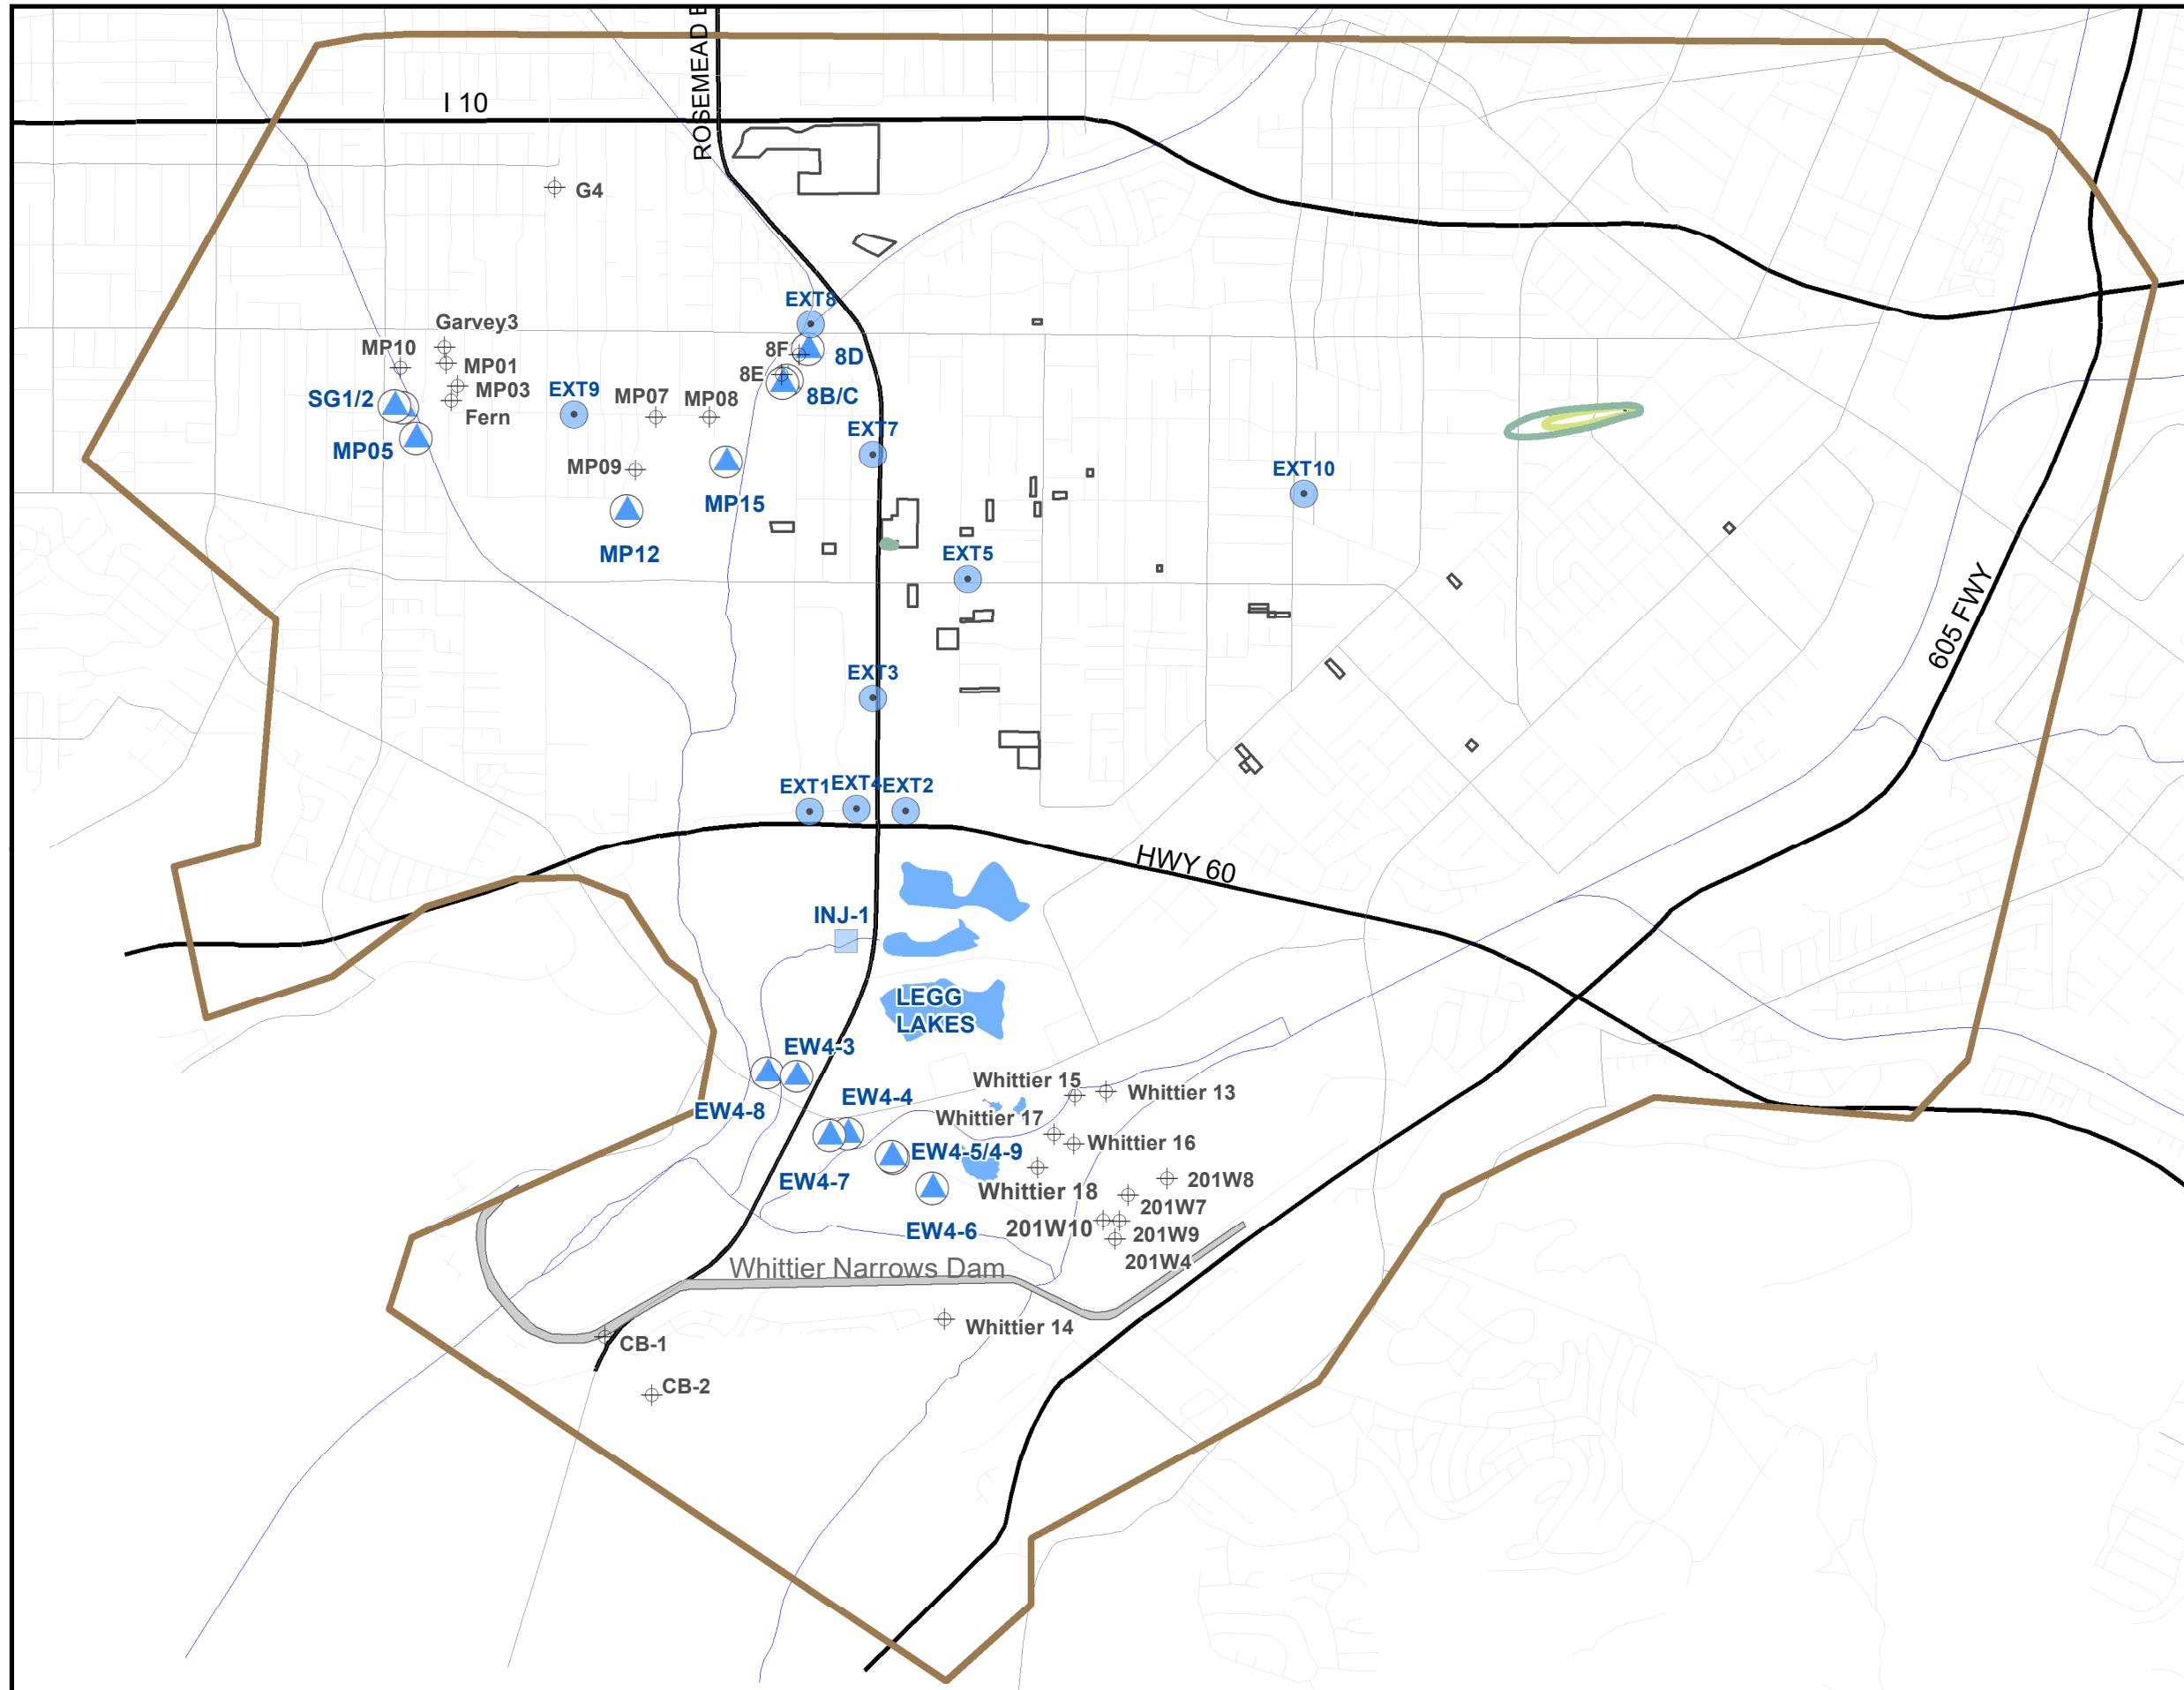 ROSEMEAD B
I 10
G4
EXT8
Garvey3
MP10
8F
8D
MP01
8E
MP03
EXT9
SG1/2
MP07
MP08
8B/C
Fern
EXT7
MP05
MP09
EXT10
MP15
MP12
EXT5
605 FWY
EXT3
EXT1
EXT4
EXT2
HWY 60
INJ-1
LEGG
LAKES
EW4-3
Whittier 15
Whittier 13
EW4-4
EW4-8
Whittier 17
Whittier 16
EW4-5/4-9
EW4-7
Whittier 18
201W8
201W7
EW4-6
201W10
201W9
201W4
Whittier Narrows Dam
Whittier 14
CB-1
CB-2